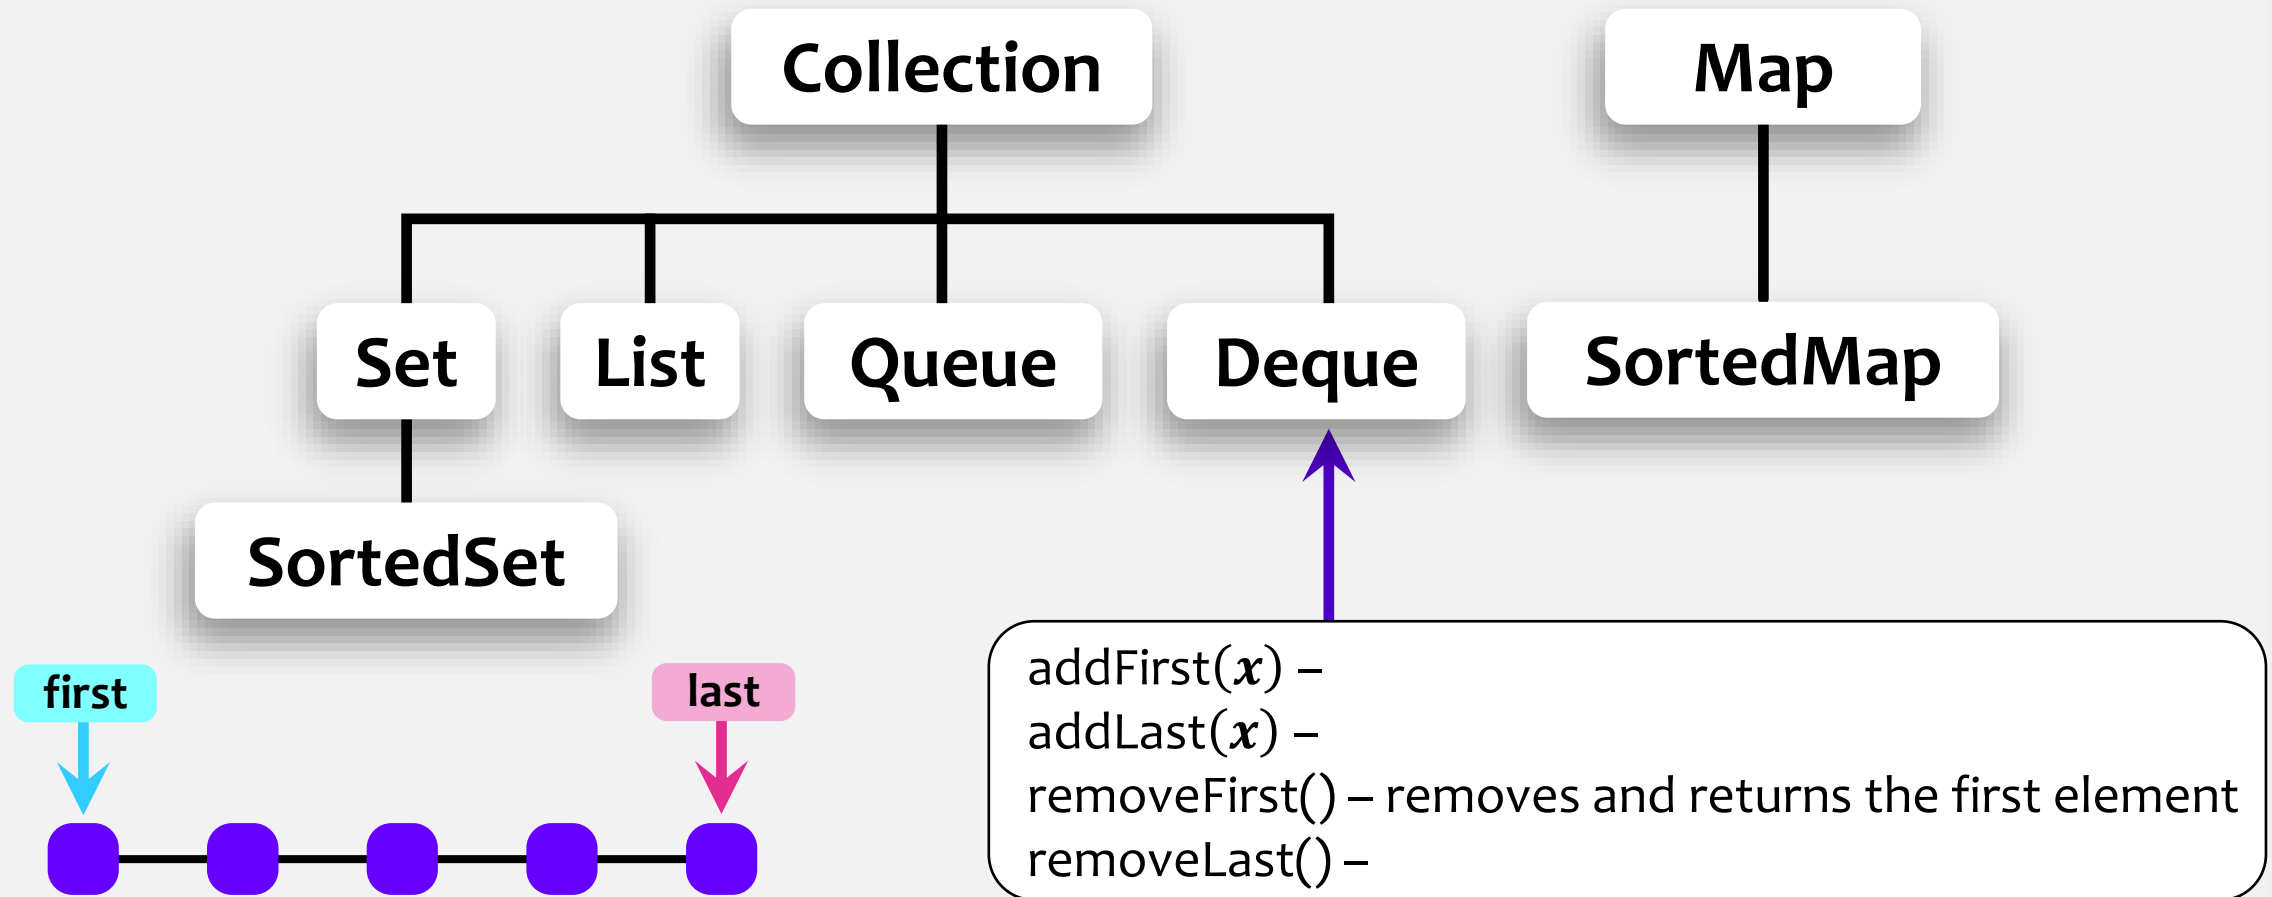 Collection
Map
Set
List
Queue
Deque
SortedMap
SortedSet
first
last
addFirst(x) –
addLast(x) –
removeFirst() – removes and returns the first element
removeLast() –